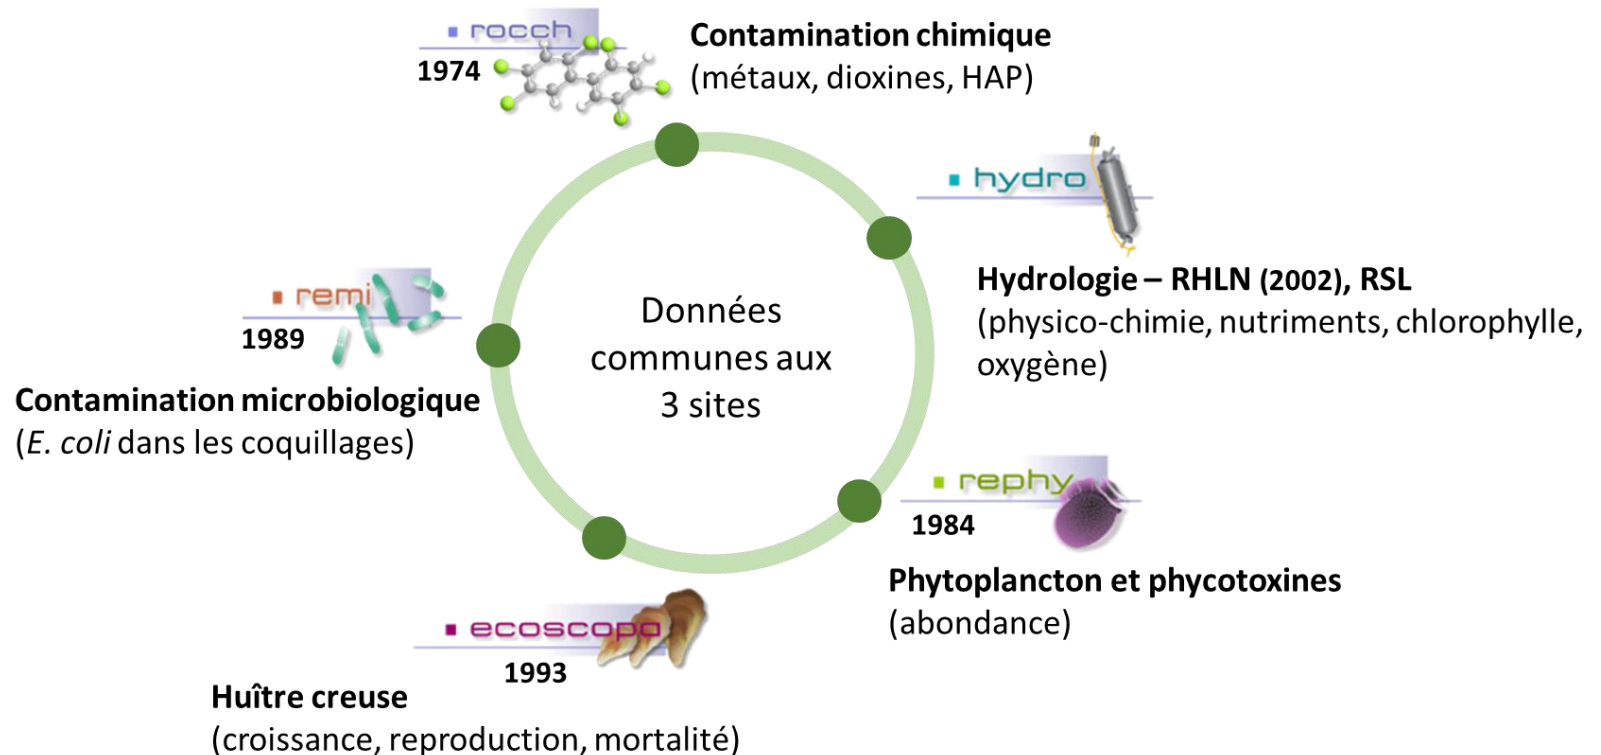 rocch
1974
Contamination chimique
(métaux, dioxines, HAP)
hydro
Hydrologie – RHLN (2002), RSL
(physico-chimie, nutriments, chlorophylle,
oxygène)
remi
1989
Contamination microbiologique
(E. coli dans les coquillages)
Données
communes aux
3 sites
rephy
1984
Phytoplancton et phycotoxines
(abondance)
ecoscopa
1993
Huître creuse
(croissance, reproduction, mortalité)